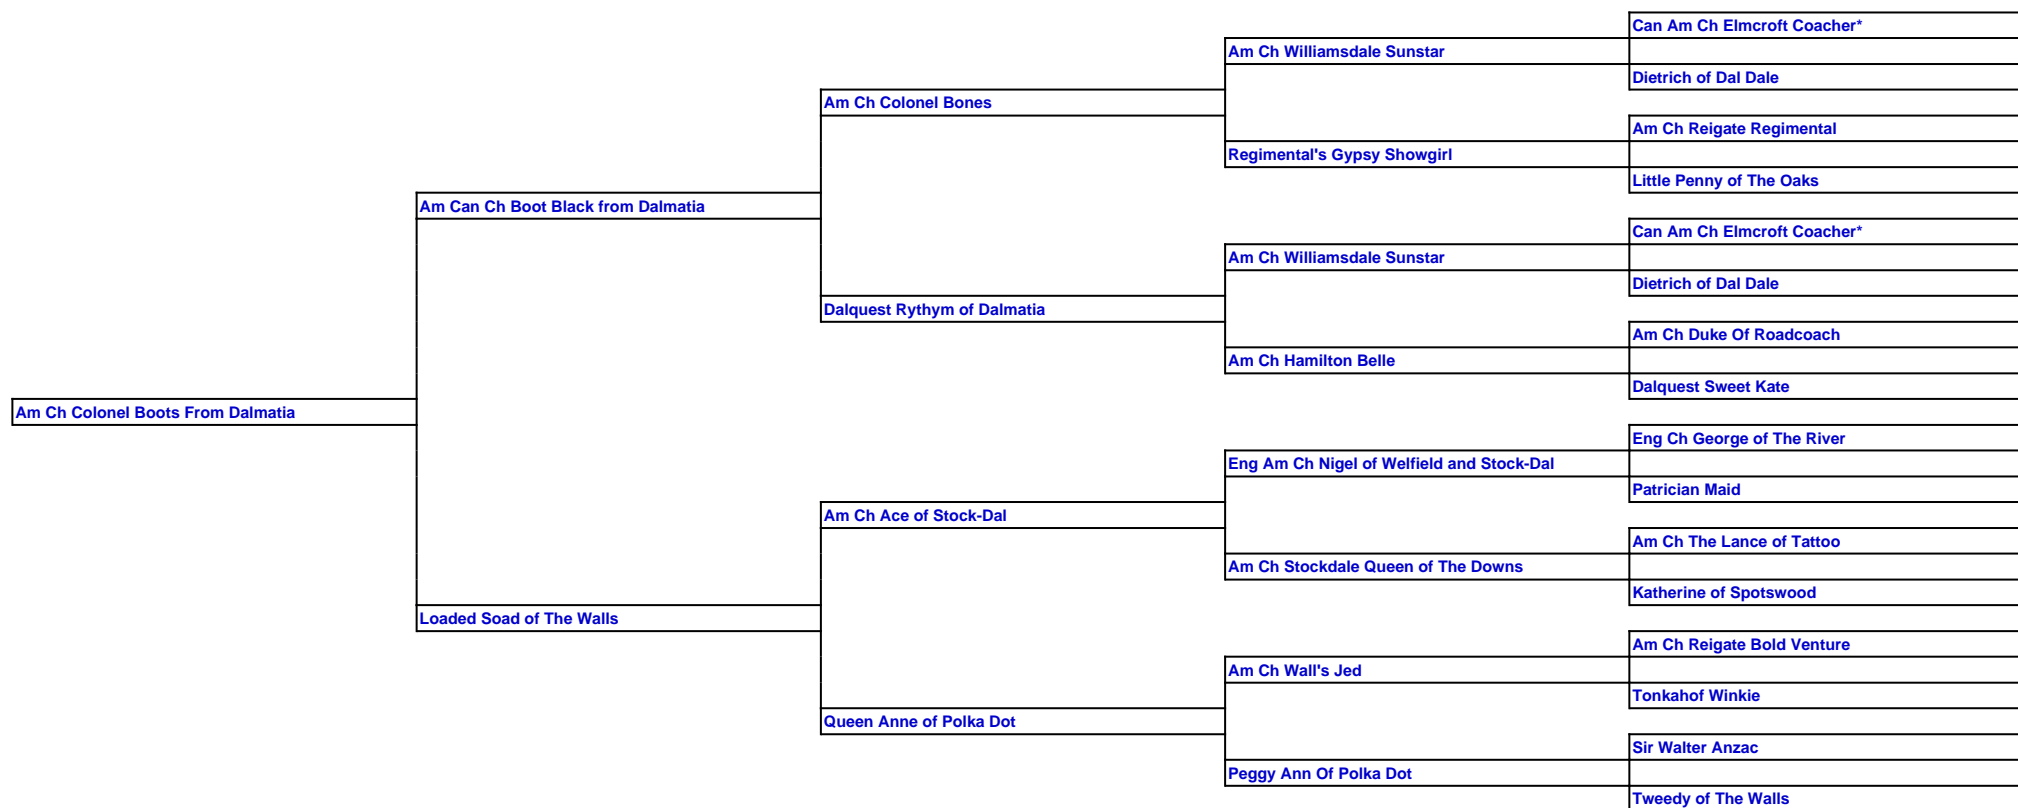 Can Am Ch Elmcroft Coacher*
Am Ch Williamsdale Sunstar
Dietrich of Dal Dale
Am Ch Colonel Bones
Am Ch Reigate Regimental
Regimental's Gypsy Showgirl
Little Penny of The Oaks
Am Can Ch Boot Black from Dalmatia
Can Am Ch Elmcroft Coacher*
Am Ch Williamsdale Sunstar
Dietrich of Dal Dale
Dalquest Rythym of Dalmatia
Am Ch Duke Of Roadcoach
Am Ch Hamilton Belle
Dalquest Sweet Kate
Am Ch Colonel Boots From Dalmatia
Eng Ch George of The River
Eng Am Ch Nigel of Welfield and Stock-Dal
Patrician Maid
Am Ch Ace of Stock-Dal
Am Ch The Lance of Tattoo
Am Ch Stockdale Queen of The Downs
Katherine of Spotswood
Loaded Soad of The Walls
Am Ch Reigate Bold Venture
Am Ch Wall's Jed
Tonkahof Winkie
Queen Anne of Polka Dot
Sir Walter Anzac
Peggy Ann Of Polka Dot
Tweedy of The Walls